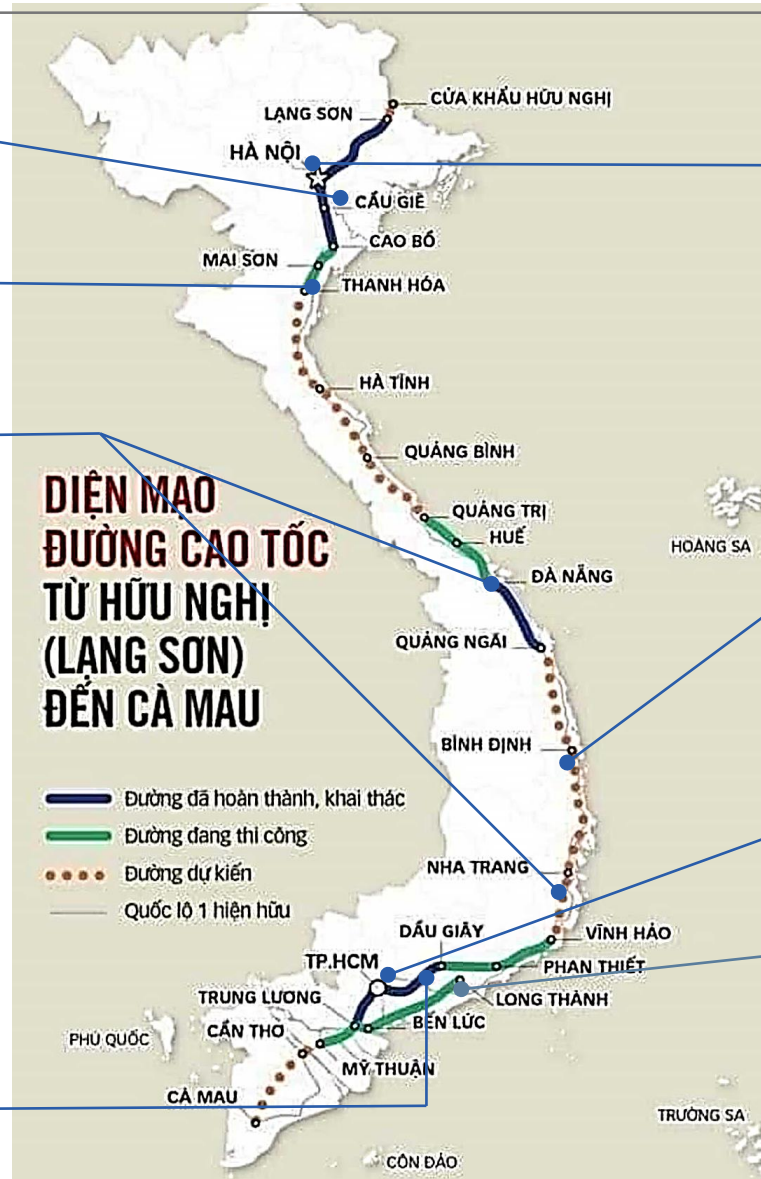 CỬA KHẨU HỮU NGHỊ
LẠNG SƠN
HÀ NỘI
CẦU GIẼ
CAO BỒ
MAI SƠN
THANH HÓA
HÀ TĨNH
QUẢNG BÌNH
QUẢNG TRỊ
HUẾ
HOÀNG SA
ĐÀ NẴNG
DIỆN MẠO
ĐƯỜNG CAO TỐC
TỪ HỮU NGHỊ
(LẠNG SƠN)
ĐẾN CÀ MAU
QUẢNG NGÃI
BÌNH ĐỊNH
Đường đã hoàn thành, khai thác
Đường đang thi công
Đường dự kiến
Quốc lộ 1 hiện hữu
NHA TRANG
DẦU GIÂY
VĨNH HẢO
TP.HCM
PHAN THIẾT
TRUNG LƯƠNG
LONG THÀNH
CẦN THƠ
BẾN LỨC
PHÚ QUỐC
MỸ THUẬN
CÀ MAU
TRƯỜNG SA
CÔN ĐẢO